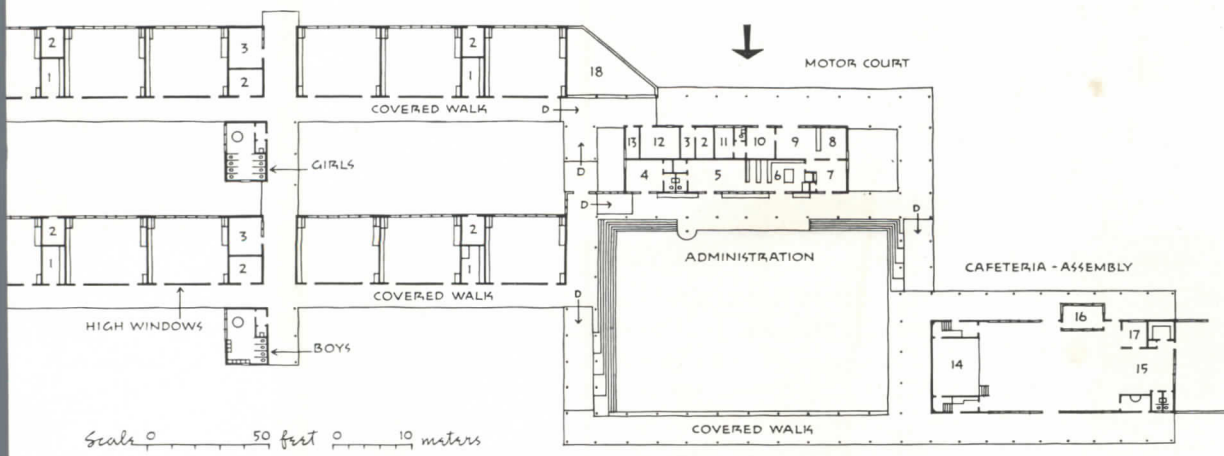 MOTOR COURT
2
3
2
18
1
2
1
COVERED WALK
D
13
12
3
2
11
10
9
8
GIRLS
D
4
5
6
7
D
D
2
3
2
ADMINISTRATION
1
2
1
CAFETERIA - ASSEMBLY
COVERED WALK
D
16
HIGH WINDOWS
17
BOYS
14
15
COVERED WALK
Scale 0 50 feet 0 10 meters